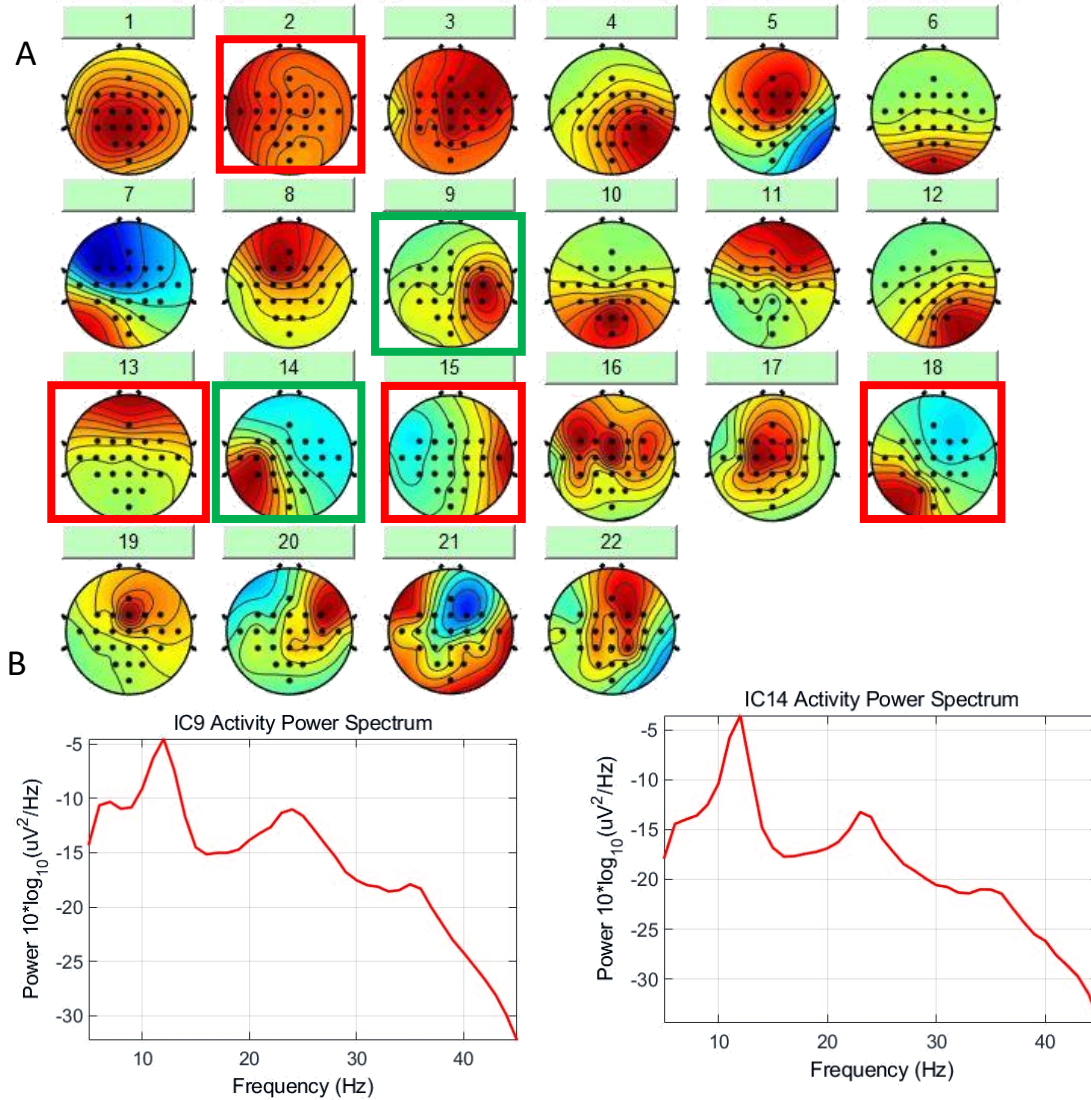 A
1 2 3 4 5 6
7 8 9 10 11 12
13 14 15 16 17 18
19 20 21 22
B
IC9 Activity Power Spectrum
-5
-10
-15
-20
-25
-30
Power 10*log10(uV2/Hz)
10 20 30 40
Frequency (Hz)
IC14 Activity Power Spectrum
-5
-10
-15
-20
-25
-30
Power 10*log10(uV2/Hz)
10 20 30 40
Frequency (Hz)